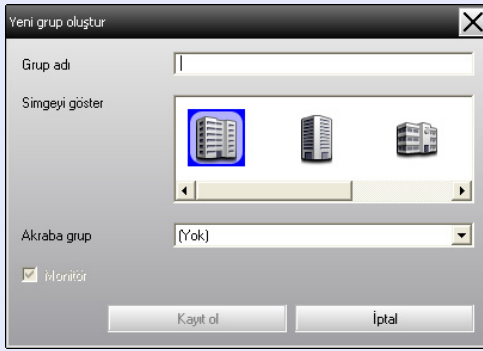 Yeni grup oluştur
Grup adı
Simgeyi göster
Akraba grup
(Yok)
Monitör
Kayıt ol
İptal